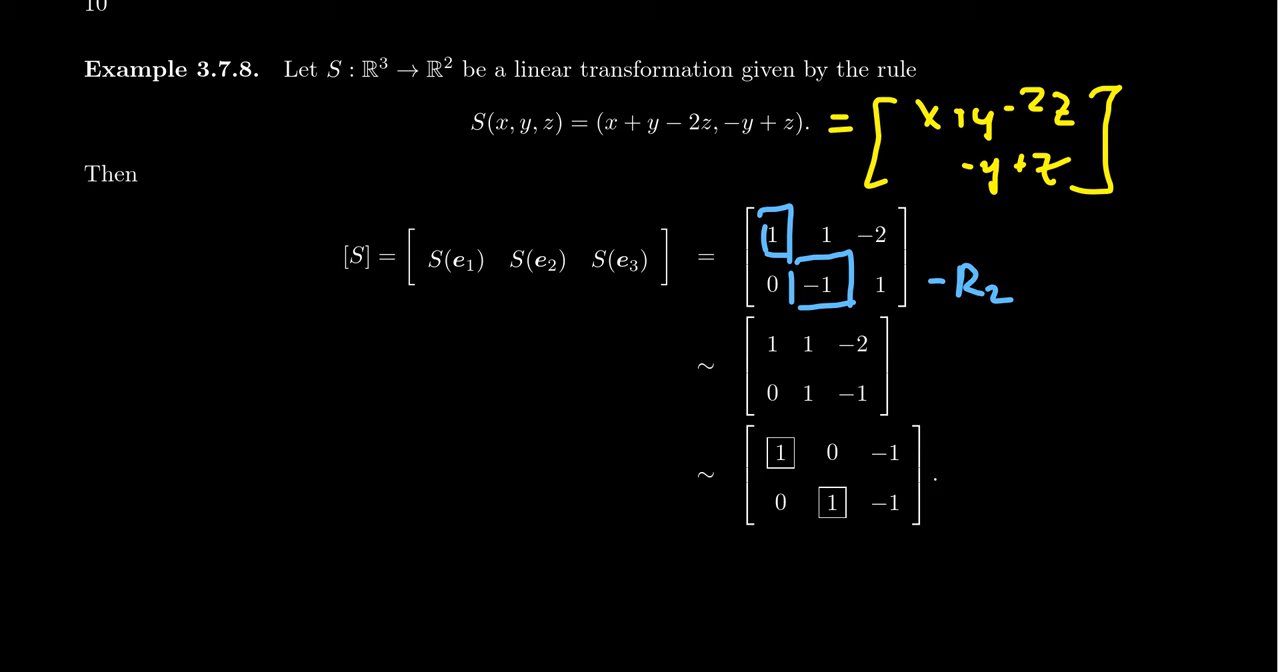 10
Example 3.7.8. Let S : ℝ³ → ℝ² be a linear transformation given by the rule
S(x, y, z) = (x + y − 2z, −y + z). = [ x + y - 2z
-y + z ]
Then
[S] = [ S(e₁) S(e₂) S(e₃) ] = [ 1 1 −2
0 −1 1 ] - R₂
∼ [ 1 1 −2
0 1 −1 ]
∼ [ 1 0 −1
0 1 −1 ] .